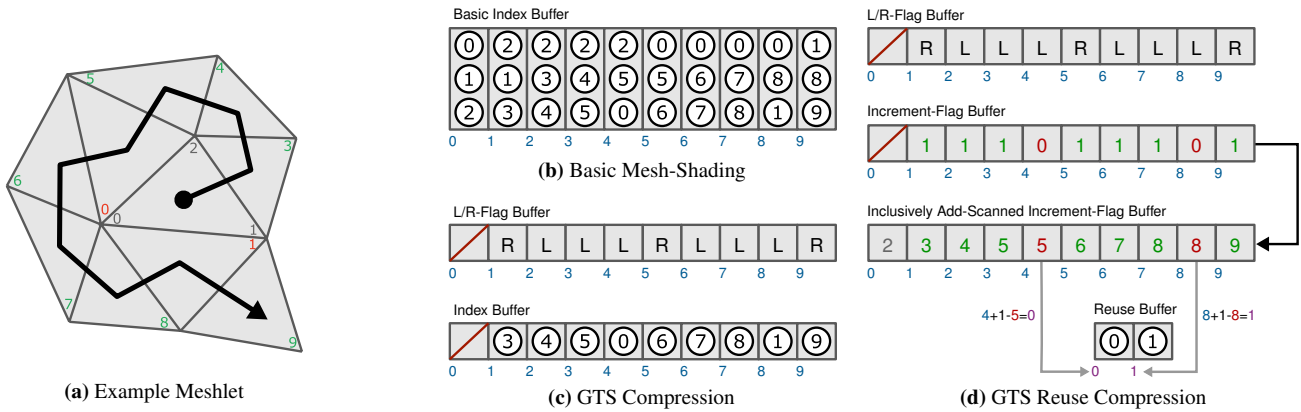 5
4
2
3
6
0
0
1
1
7
8
9
(a) Example Meshlet
Basic Index Buffer
0 2 2 2 2 0 0 0 0 1
1 1 3 4 5 5 6 7 8 8
2 3 4 5 0 6 7 8 1 9
0 1 2 3 4 5 6 7 8 9
(b) Basic Mesh-Shading
L/R-Flag Buffer
R L L L R L L L R
0 1 2 3 4 5 6 7 8 9
Index Buffer
3 4 5 0 6 7 8 1 9
0 1 2 3 4 5 6 7 8 9
(c) GTS Compression
L/R-Flag Buffer
R L L L R L L L R
0 1 2 3 4 5 6 7 8 9
Increment-Flag Buffer
1 1 1 0 1 1 1 0 1
0 1 2 3 4 5 6 7 8 9
Inclusively Add-Scanned Increment-Flag Buffer
2 3 4 5 5 6 7 8 8 9
0 1 2 3 4 5 6 7 8 9
4+1-5=0
Reuse Buffer
8+1-8=1
0 1
0 1
(d) GTS Reuse Compression